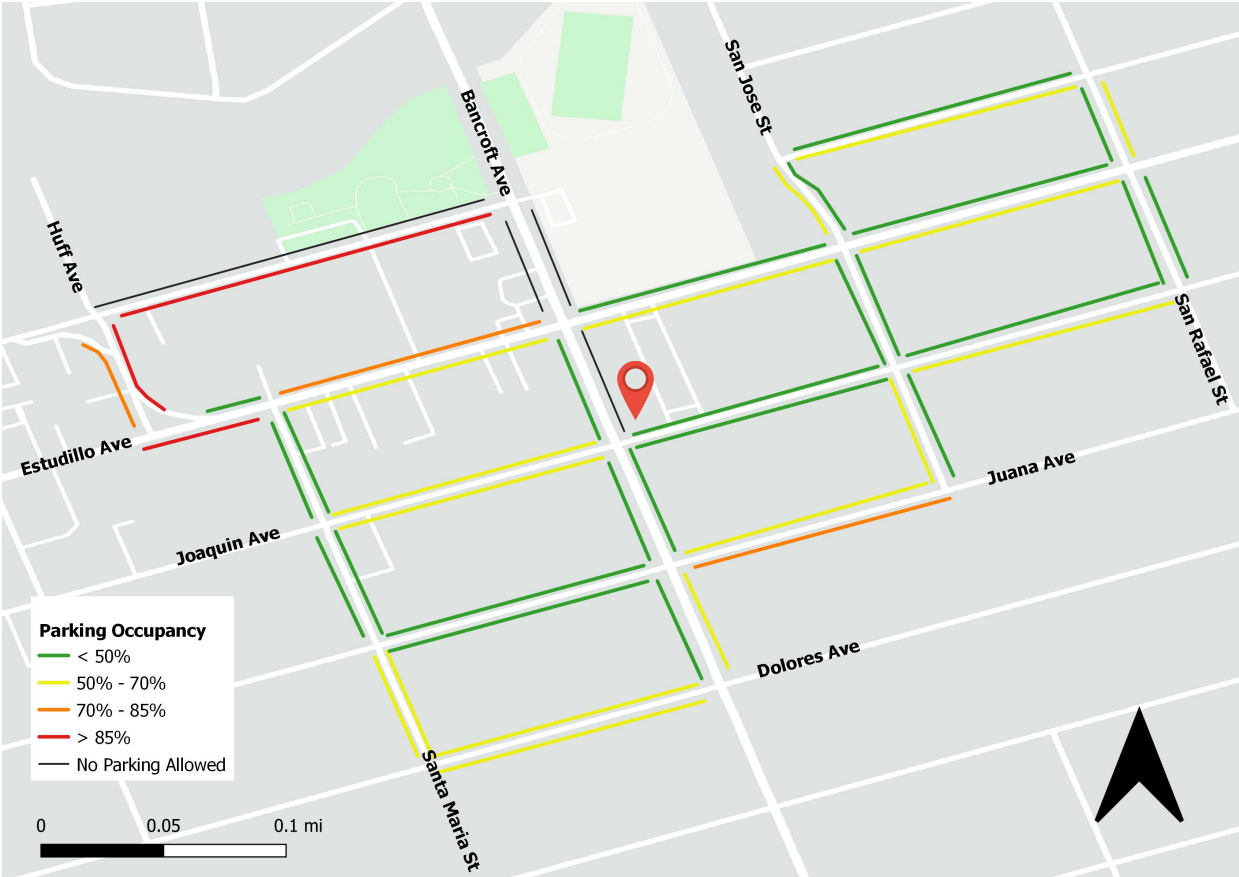 San Jose St
Bancroft Ave
Huff Ave
San Rafael St
Estudillo Ave
Juana Ave
Joaquin Ave
Dolores Ave
Parking Occupancy
< 50%
50% - 70%
70% - 85%
> 85%
No Parking Allowed
Santa Maria St
0 0.05 0.1 mi